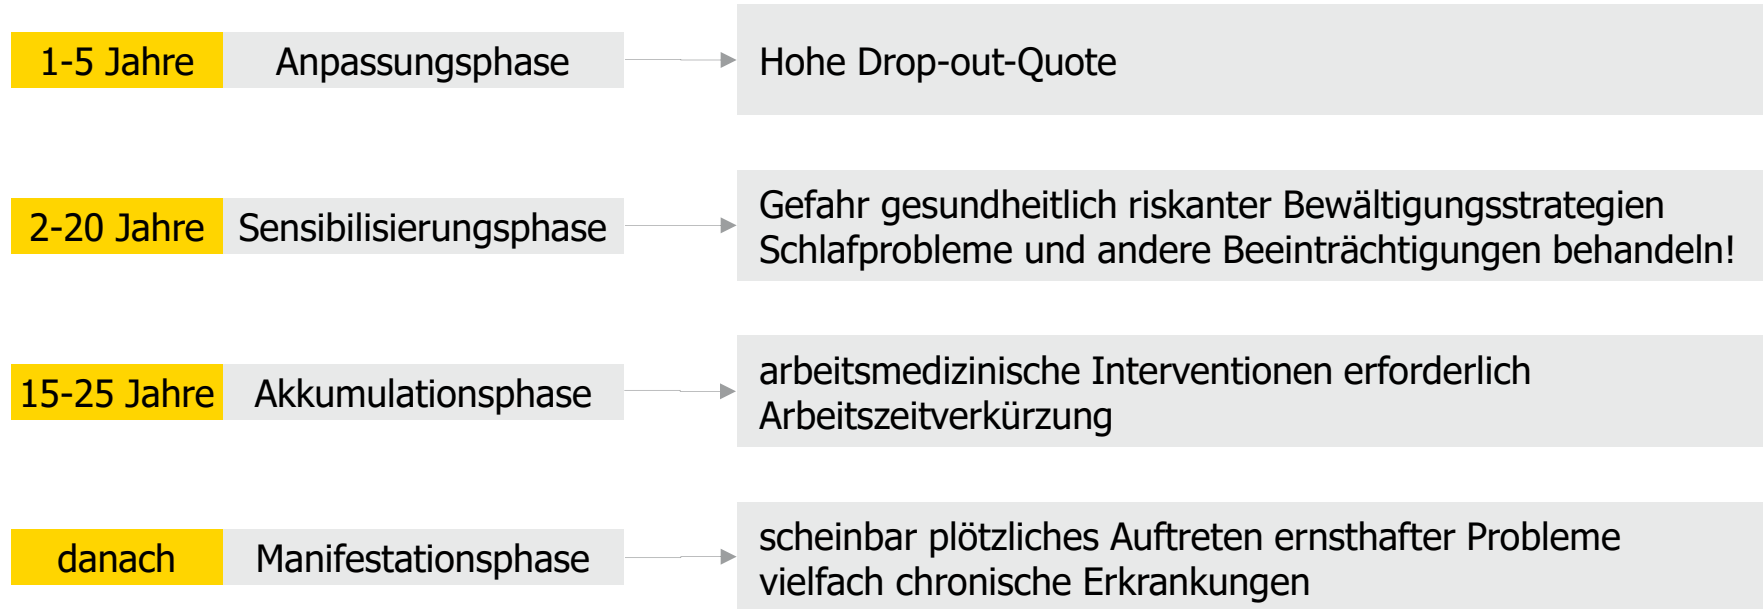 1-5 Jahre Anpassungsphase Hohe Drop-out-Quote
2-20 Jahre Sensibilisierungsphase Gefahr gesundheitlich riskanter Bewältigungsstrategien
Schlafprobleme und andere Beeinträchtigungen behandeln!
15-25 Jahre Akkumulationsphase arbeitsmedizinische Interventionen erforderlich
Arbeitszeitverkürzung
danach Manifestationsphase scheinbar plötzliches Auftreten ernsthafter Probleme
vielfach chronische Erkrankungen